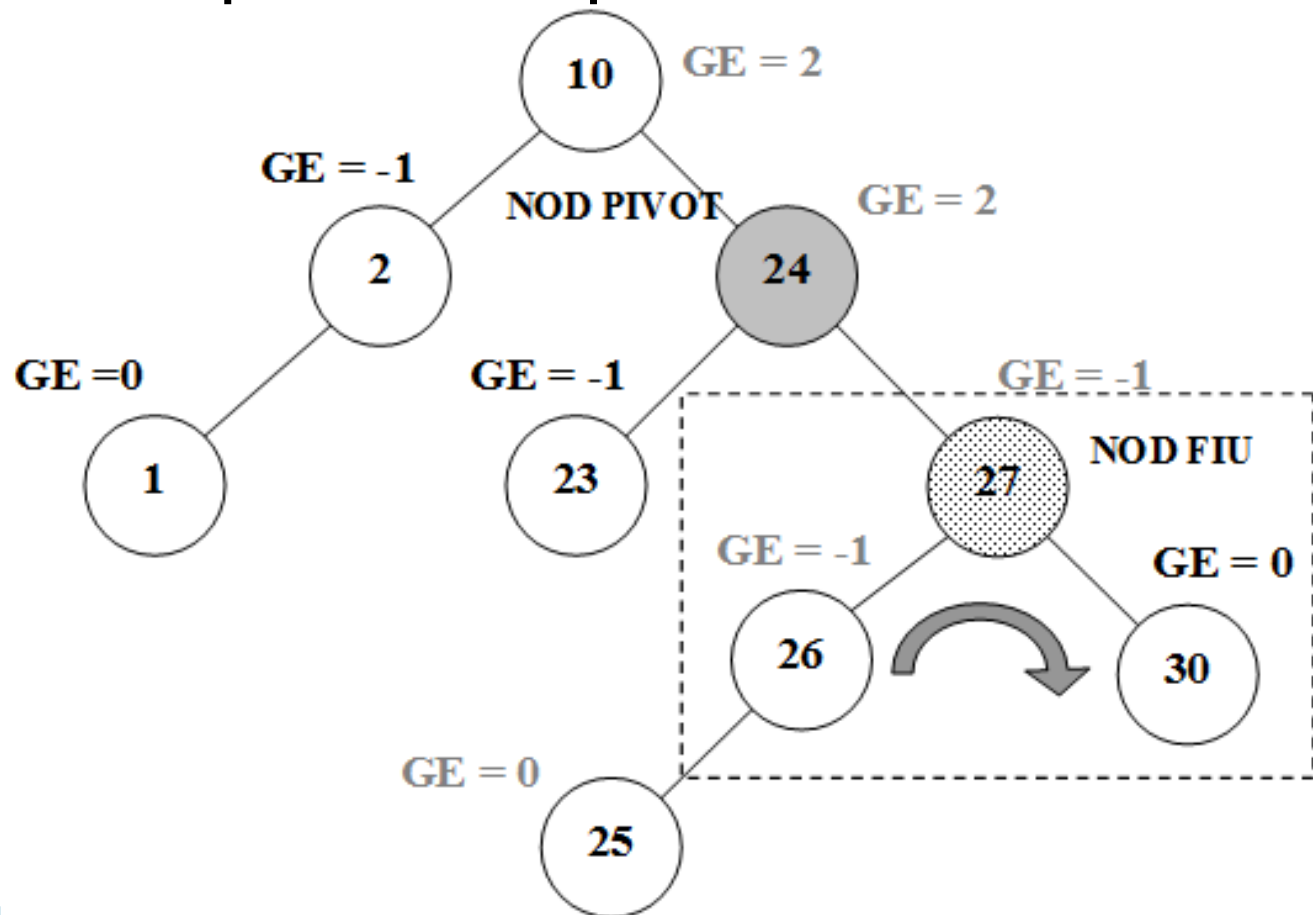 10
GE = 2
GE = -1
NOD PIVOT
GE = 2
2
24
GE =0
GE = -1
GE = -1
1
23
27
NOD FIU
GE = -1
GE = 0
26
30
GE = 0
25